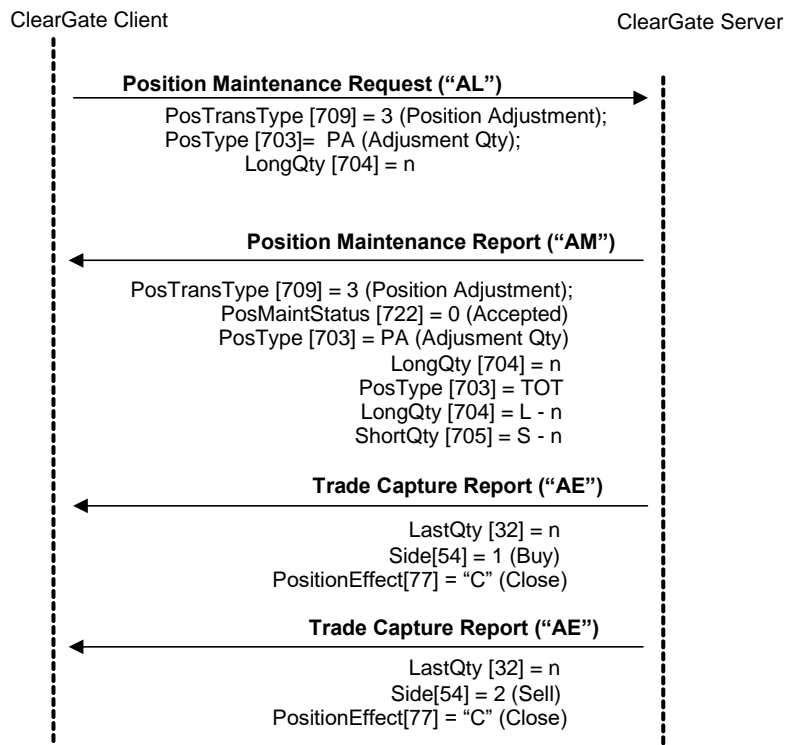 ClearGate Client
ClearGate Server
Position Maintenance Request (“AL”)
PosTransType [709] = 3 (Position Adjustment);
PosType [703]= PA (Adjusment Qty);
LongQty [704] = n
Position Maintenance Report (“AM”)
PosTransType [709] = 3 (Position Adjustment);
PosMaintStatus [722] = 0 (Accepted)
PosType [703] = PA (Adjusment Qty)
LongQty [704] = n
PosType [703] = TOT
LongQty [704] = L - n
ShortQty [705] = S - n
Trade Capture Report (“AE”)
LastQty [32] = n
Side[54] = 1 (Buy)
PositionEffect[77] = “C” (Close)
Trade Capture Report (“AE”)
LastQty [32] = n
Side[54] = 2 (Sell)
PositionEffect[77] = “C” (Close)